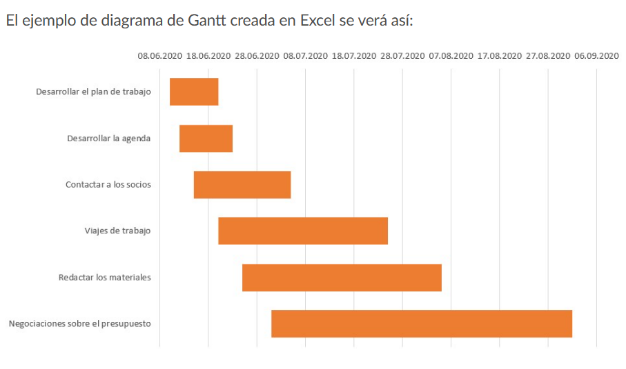 El ejemplo de diagrama de Gantt creada en Excel se verá así:
08.06.2020 18.06.2020 28.06.2020 08.07.2020 18.07.2020 28.07.2020 07.08.2020 17.08.2020 27.08.2020 06.09.2020
Desarrollar el plan de trabajo
Desarrollar la agenda
Contactar a los socios
Viajes de trabajo
Redactar los materiales
Negociaciones sobre el presupuesto